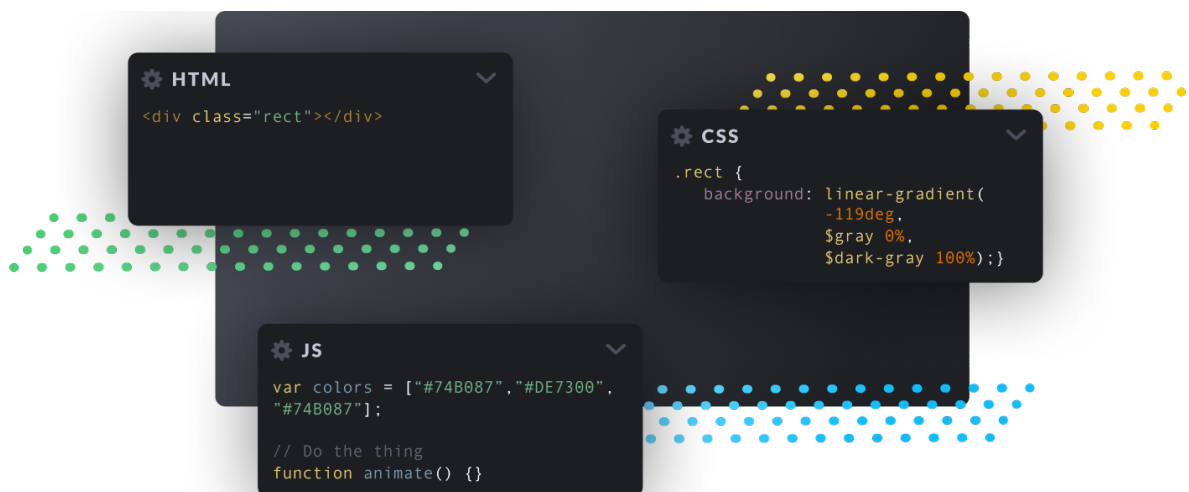 HTML
<div class="rect"></div>
CSS
.rect {
background: linear-gradient(
-119deg,
$gray 0%,
$dark-gray 100%);}
JS
var colors = [“#74B087”,”#DE7300”,
”#74B087”];
// Do the thing
function animate() {}